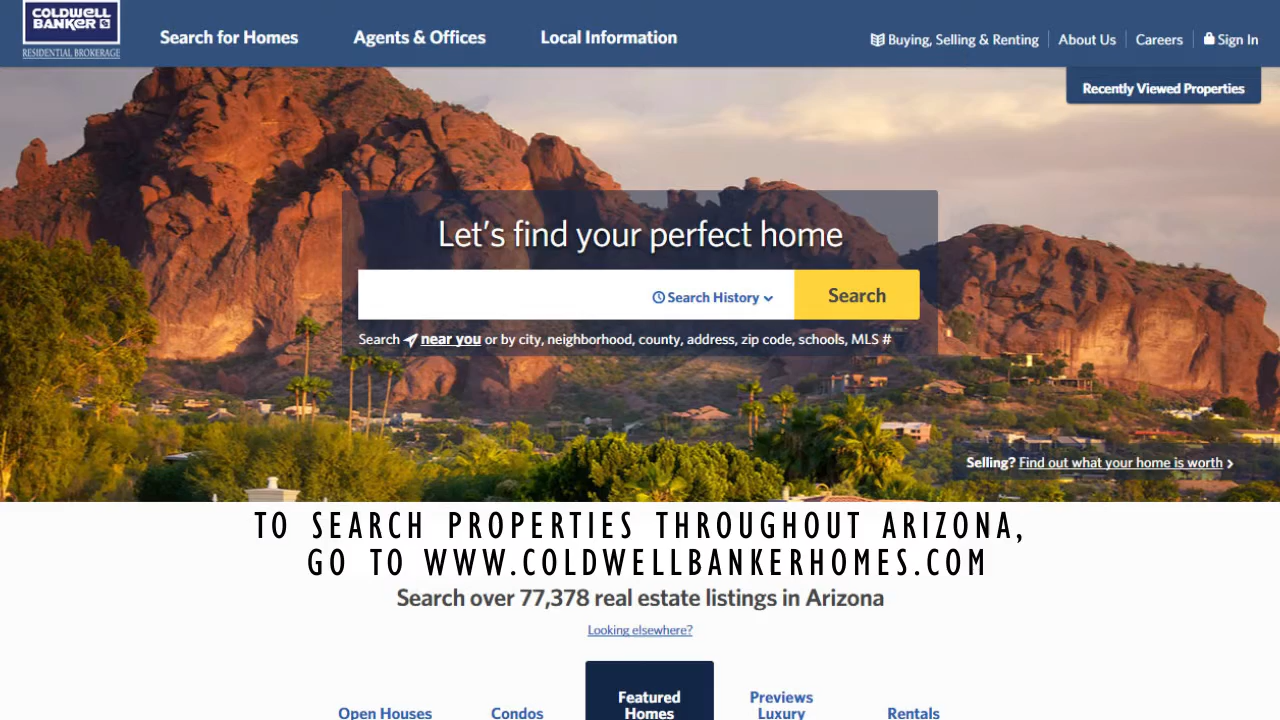 COLDWELL
BANKER
RESIDENTIAL BROKERAGE
Search for Homes
Agents & Offices
Local Information
Buying, Selling & Renting
About Us
Careers
Sign In
Recently Viewed Properties
Let's find your perfect home
Search History
Search
Search near you or by city, neighborhood, county, address, zip code, schools, MLS #
Selling? Find out what your home is worth
TO SEARCH PROPERTIES THROUGHOUT ARIZONA,
GO TO WWW.COLDWELLBANKERHOMES.COM
Search over 77,378 real estate listings in Arizona
Looking elsewhere?
Open Houses
Condos
Featured
Homes
Previews
Luxury
Rentals